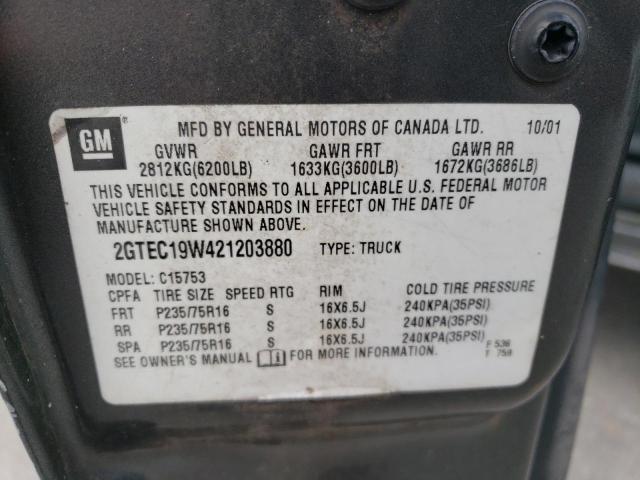 GM
MFD BY GENERAL MOTORS OF CANADA LTD. 10/01
GVWR GAWR FRT GAWR RR
2812KG(6200LB) 1633KG(3600LB) 1672KG(3686LB)
THIS VEHICLE CONFORMS TO ALL APPLICABLE U.S. FEDERAL MOTOR
VEHICLE SAFETY STANDARDS IN EFFECT ON THE DATE OF
MANUFACTURE SHOWN ABOVE.
2GTEC19W421203880 TYPE: TRUCK
MODEL: C15753
CPFA TIRE SIZE SPEED RTG RIM COLD TIRE PRESSURE
FRT P235/75R16 S 16X6.5J 240KPA(35PSI)
RR P235/75R16 S 16X6.5J 240KPA(35PSI)
SPA P235/75R16 S 16X6.5J 240KPA(35PSI)
F 536
SEE OWNER'S MANUAL FOR MORE INFORMATION. T 759